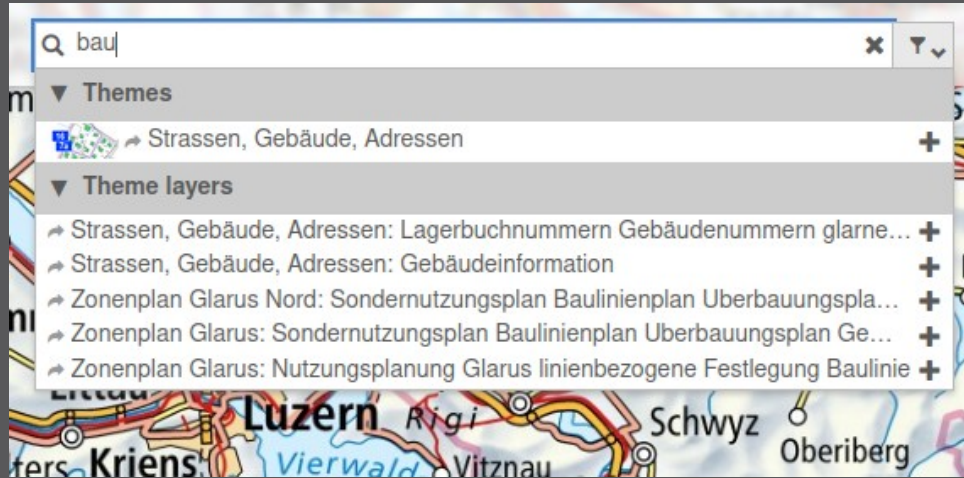 bau
Themes
Strassen, Gebäude, Adressen
Theme layers
Strassen, Gebäude, Adressen: Lagerbuchnummern Gebäudenummern glarne...
Strassen, Gebäude, Adressen: Gebäudeinformation
Zonenplan Glarus Nord: Sondernutzungsplan Baulinienplan Uberbauungspla...
Zonenplan Glarus: Sondernutzungsplan Baulinienplan Uberbauungsplan Ge...
Zonenplan Glarus: Nutzungsplanung Glarus linienbezogene Festlegung Baulinie
Luzern Rigi Schwyz
Oberiberg
Kriens Vierwald Vitznau